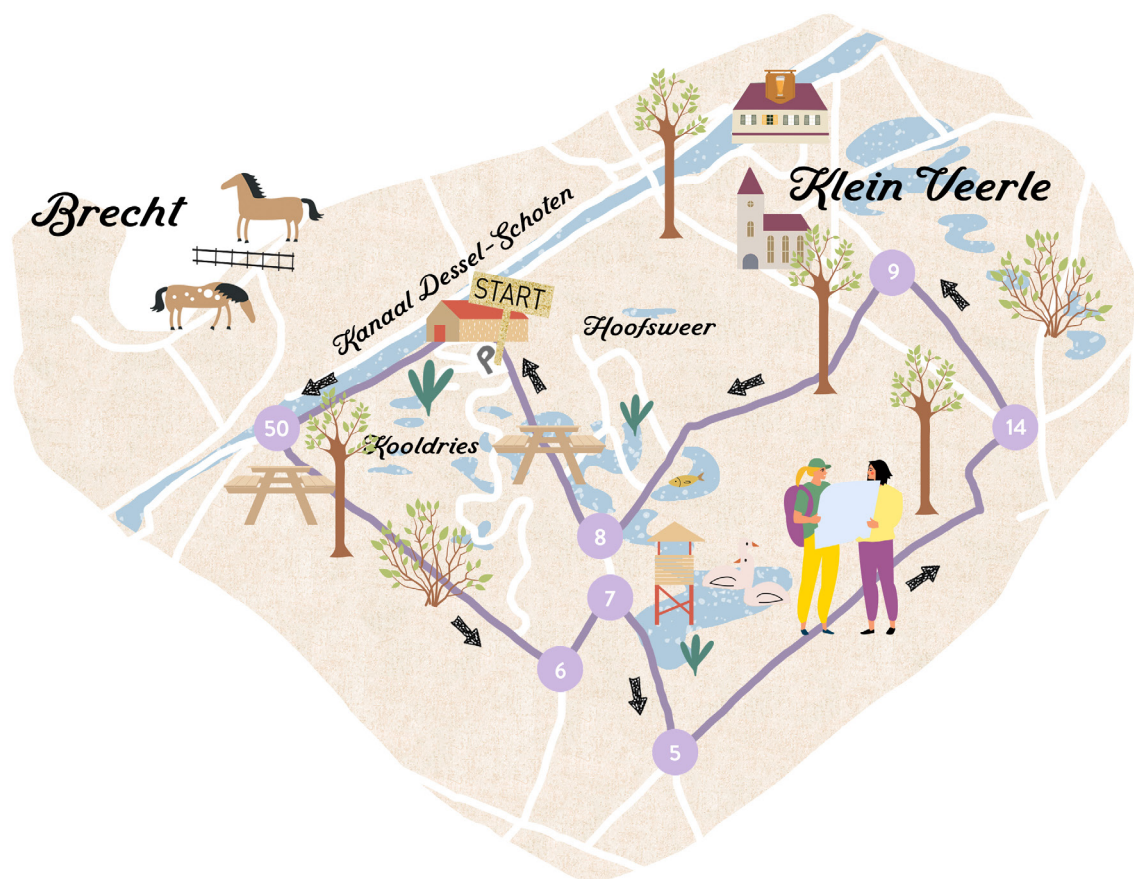 Brecht
Klein Veerle
Kanaal Dessel-Schoten
START
P
Hoofsweer
Kooldries
9
50
14
8
7
6
5